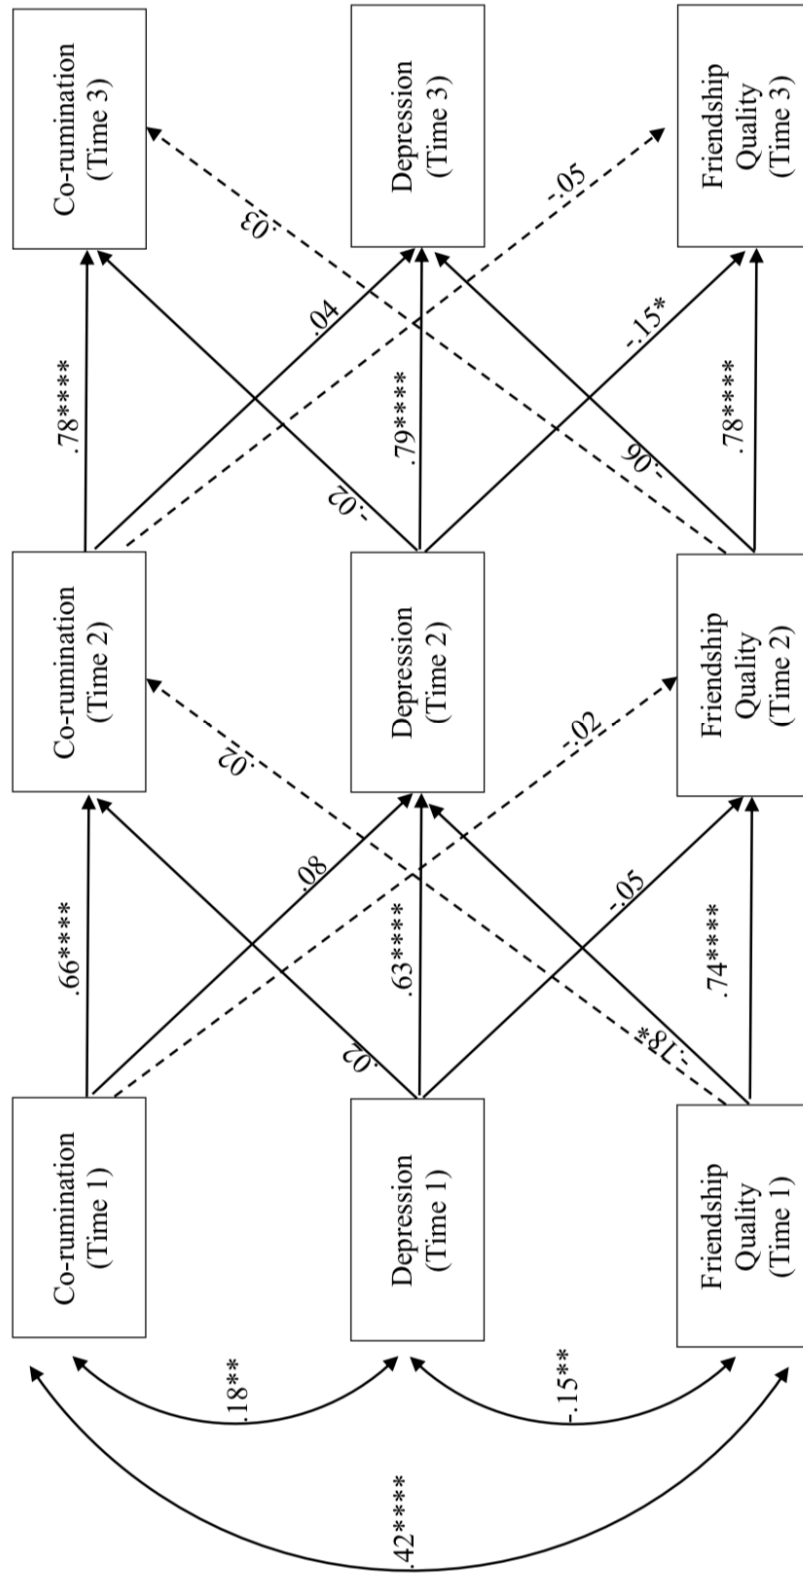 Co-rumination
(Time 1)
Co-rumination
(Time 2)
Co-rumination
(Time 3)
Depression
(Time 1)
Depression
(Time 2)
Depression
(Time 3)
Friendship
Quality
(Time 1)
Friendship
Quality
(Time 2)
Friendship
Quality
(Time 3)
.42****
.18**
-.15**
.66****
.08
.02
-.02
.02
.63****
-.05
-.18*
.74****
.78****
.04
.03
-.05
-.02
.79****
-.15*
-.06
.78****